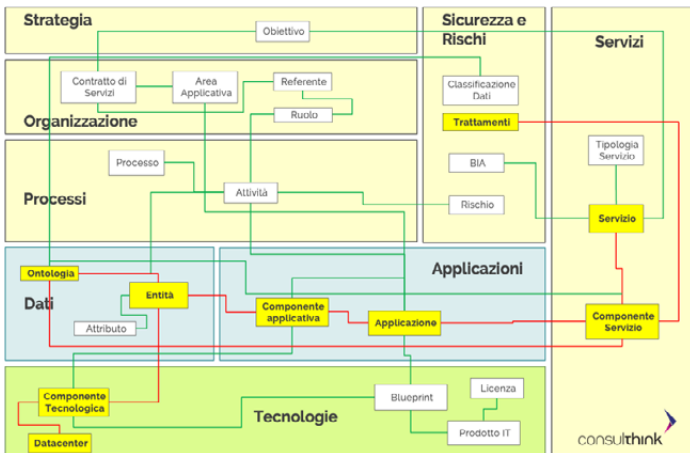 Strategia
Obiettivo
Sicurezza e
Rischi
Servizi
Contratto di
Servizi
Area
Applicativa
Referente
Ruolo
Organizzazione
Classificazione
Dati
Trattamenti
BIA
Rischio
Tipologia
Servizio
Servizio
Processo
Attività
Processi
Ontologia
Dati
Entità
Attributo
Applicazioni
Componente
applicativa
Applicazione
Componente
Servizio
Componente
Tecnologica
Datacenter
Tecnologie
Blueprint
Licenza
Prodotto IT
consulthink